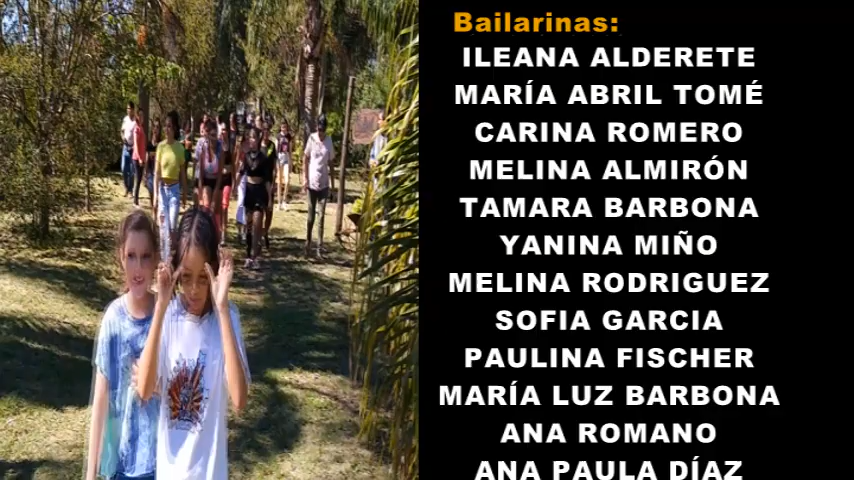 Bailarinas:
ILEANA ALDERETE
MARÍA ABRIL TOMÉ
CARINA ROMERO
MELINA ALMIRÓN
TAMARA BARBONA
YANINA MIÑO
MELINA RODRIGUEZ
SOFIA GARCIA
PAULINA FISCHER
MARÍA LUZ BARBONA
ANA ROMANO
ANA PAULA DÍAZ